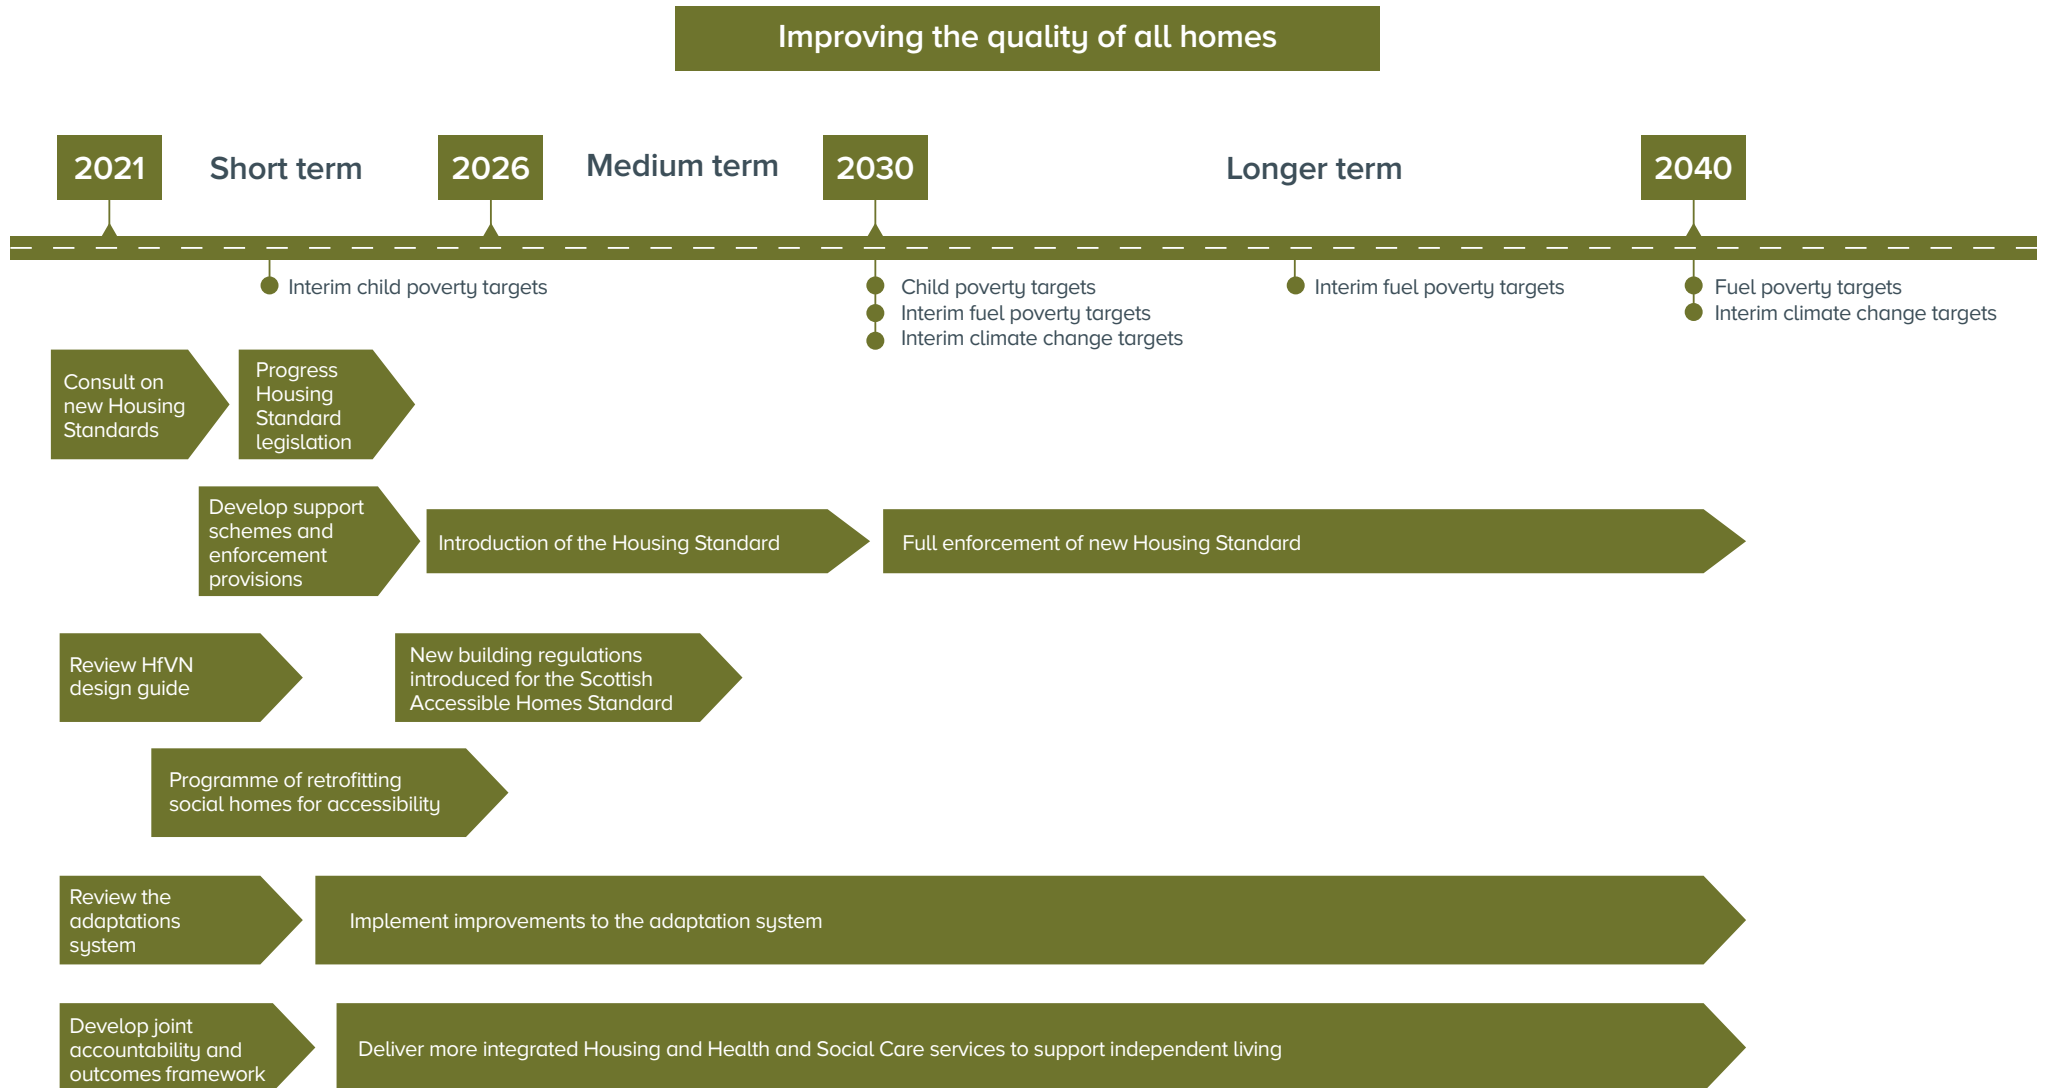 Improving the quality of all homes
2021
Short term
2026
Medium term
2030
Longer term
2040
Interim child poverty targets
Child poverty targets
Interim fuel poverty targets
Interim climate change targets
Interim fuel poverty targets
Fuel poverty targets
Interim climate change targets
Consult on
new Housing
Standards
Progress
Housing
Standard
legislation
Develop support
schemes and
enforcement
provisions
Introduction of the Housing Standard
Full enforcement of new Housing Standard
Review HfVN
design guide
New building regulations
introduced for the Scottish
Accessible Homes Standard
Programme of retrofitting
social homes for accessibility
Review the
adaptations
system
Implement improvements to the adaptation system
Develop joint
accountability and
outcomes framework
Deliver more integrated Housing and Health and Social Care services to support independent living